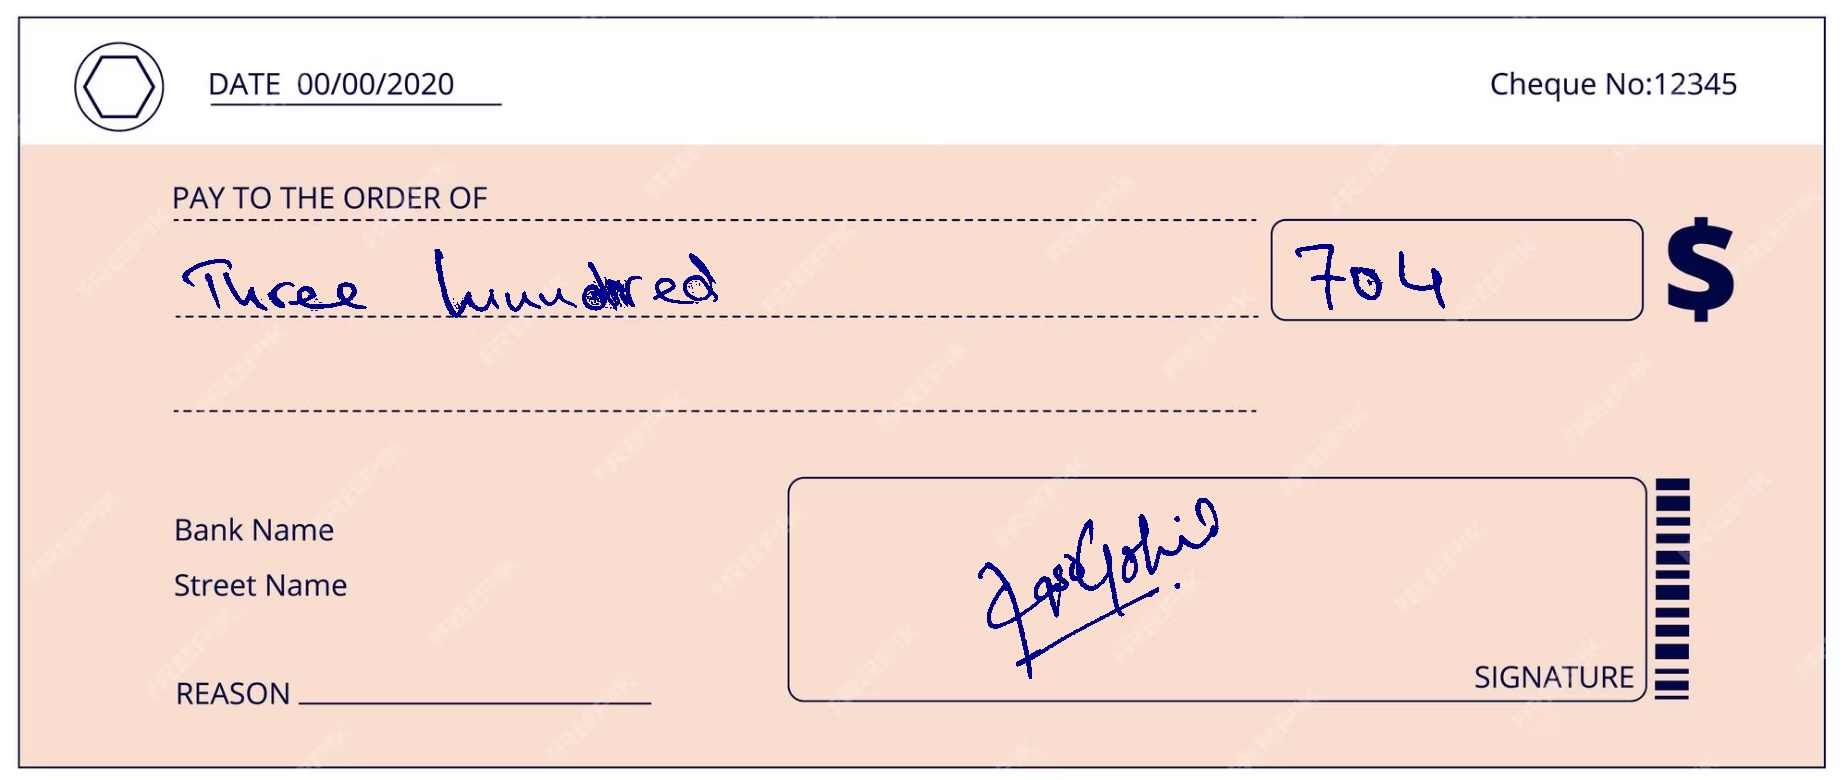 DATE 00/00/2020
Cheque No:12345
PAY TO THE ORDER OF
Three hundred
704
$
Bank Name
Street Name
REASON
SIGNATURE